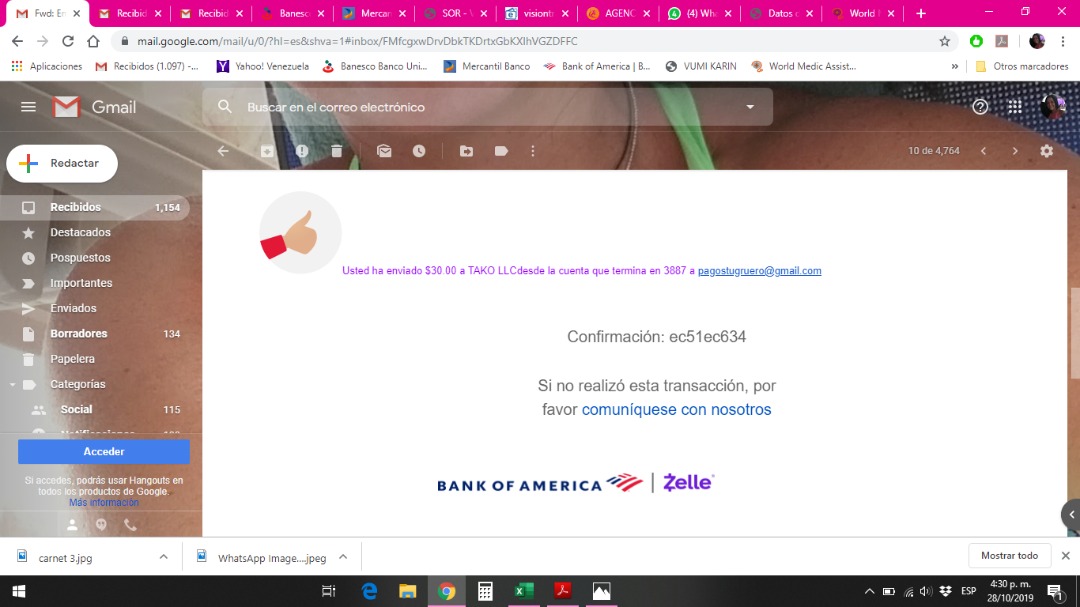 Fwd: En
Recibid
Recibid
Banesc
Mercan
SOR - V
visiont
AGENC
(4) Wha
Datos d
World M
mail.google.com/mail/u/0/?hl=es&shva=1#inbox/FMfcgxwDrvDbkTKDrtxGbKXlhVGZDFFC
Aplicaciones
Recibidos (1.097) -...
Yahoo! Venezuela
Banesco Banco Uni...
Mercantil Banco
Bank of America | B...
VUMI KARIN
World Medic Assist...
»
Otros marcadores
Gmail
Buscar en el correo electrónico
Redactar
10 de 4,764
Recibidos 1,154
Destacados
Pospuestos
Importantes
Enviados
Borradores 134
Papelera
Categorías
Social 115
Acceder
Si accedes, podrás usar Hangouts en
todos los productos de Google.
Más información
Usted ha enviado $30.00 a TAKO LLCdesde la cuenta que termina en 3887 a pagostugruero@gmail.com
Confirmación: ec51ec634
Si no realizó esta transacción, por
favor comuníquese con nosotros
BANK OF AMERICA | Zelle
carnet 3.jpg
WhatsApp Image....jpeg
Mostrar todo
ESP
4:30 p. m.
28/10/2019
1